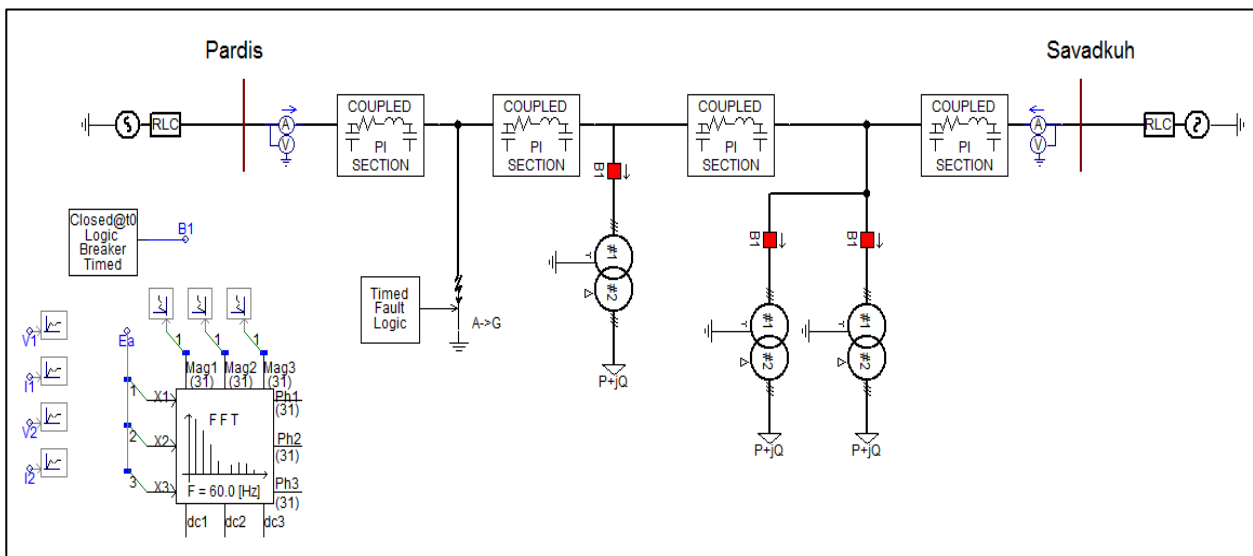 Pardis
Savadkuh
RLC
A
V
COUPLED
PI
SECTION
COUPLED
PI
SECTION
COUPLED
PI
SECTION
COUPLED
PI
SECTION
A
V
RLC
B1
#1
#2
P+jQ
B1
#1
#2
P+jQ
B1
#1
#2
P+jQ
Closed@t0
Logic
Breaker
Timed
B1
Timed
Fault
Logic
A->G
V1
I1
V2
I2
Ea
1
1
1
Mag1
Mag2
Mag3
(31)
(31)
(31)
1
X1
2
X2
3
X3
F F T
F = 60.0 [Hz]
Ph1
(31)
Ph2
(31)
Ph3
(31)
dc1
dc2
dc3